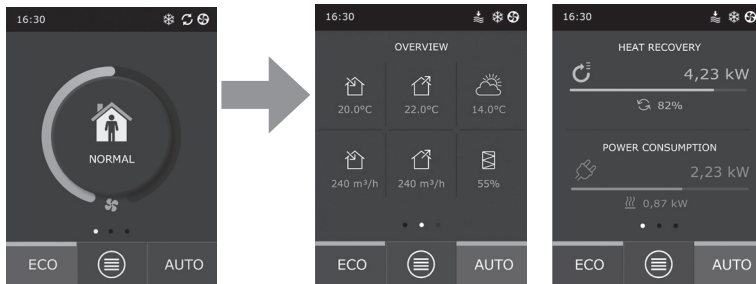 16:30
NORMAL
ECO
AUTO
16:30
OVERVIEW
20.0°C
22.0°C
14.0°C
240 m³/h
240 m³/h
55%
ECO
AUTO
16:30
HEAT RECOVERY
4,23 kW
82%
POWER CONSUMPTION
2,23 kW
0,87 kW
ECO
AUTO